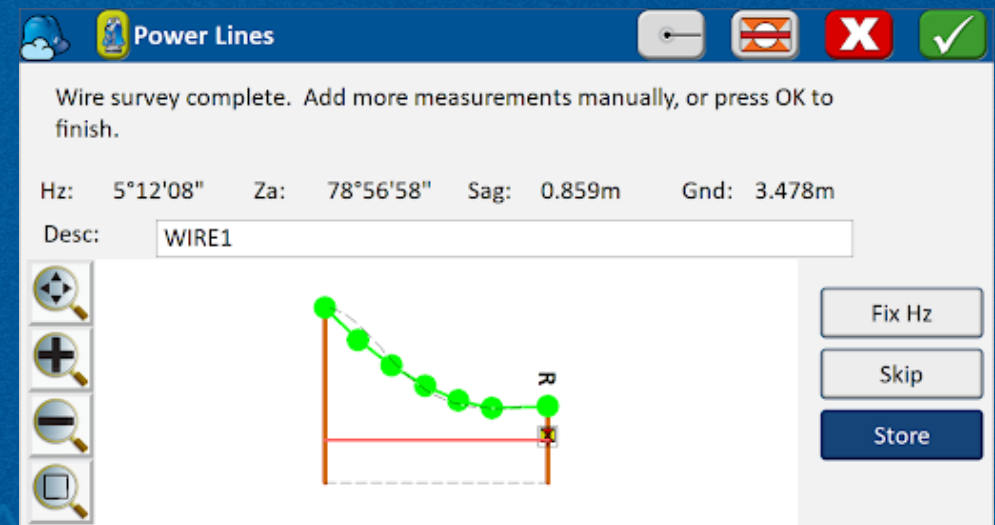 Power Lines
Wire survey complete. Add more measurements manually, or press OK to
finish.
Hz: 5°12'08" Za: 78°56'58" Sag: 0.859m Gnd: 3.478m
Desc: WIRE1
Fix Hz
R
Skip
Store